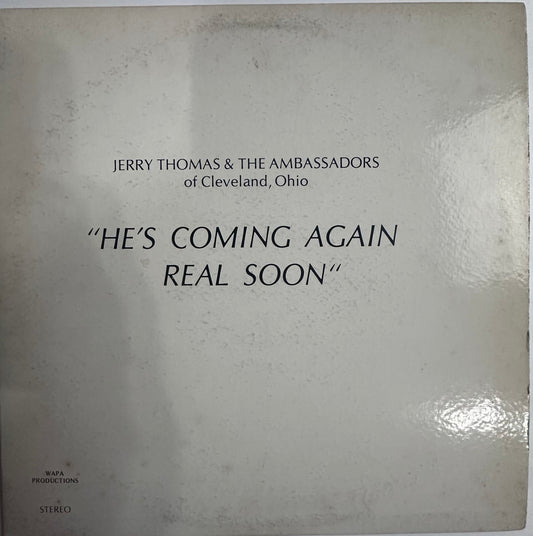 JERRY THOMAS & THE AMBASSADORS
of Cleveland, Ohio
"HE'S COMING AGAIN
REAL SOON"
WAPA
PRODUCTIONS
STEREO